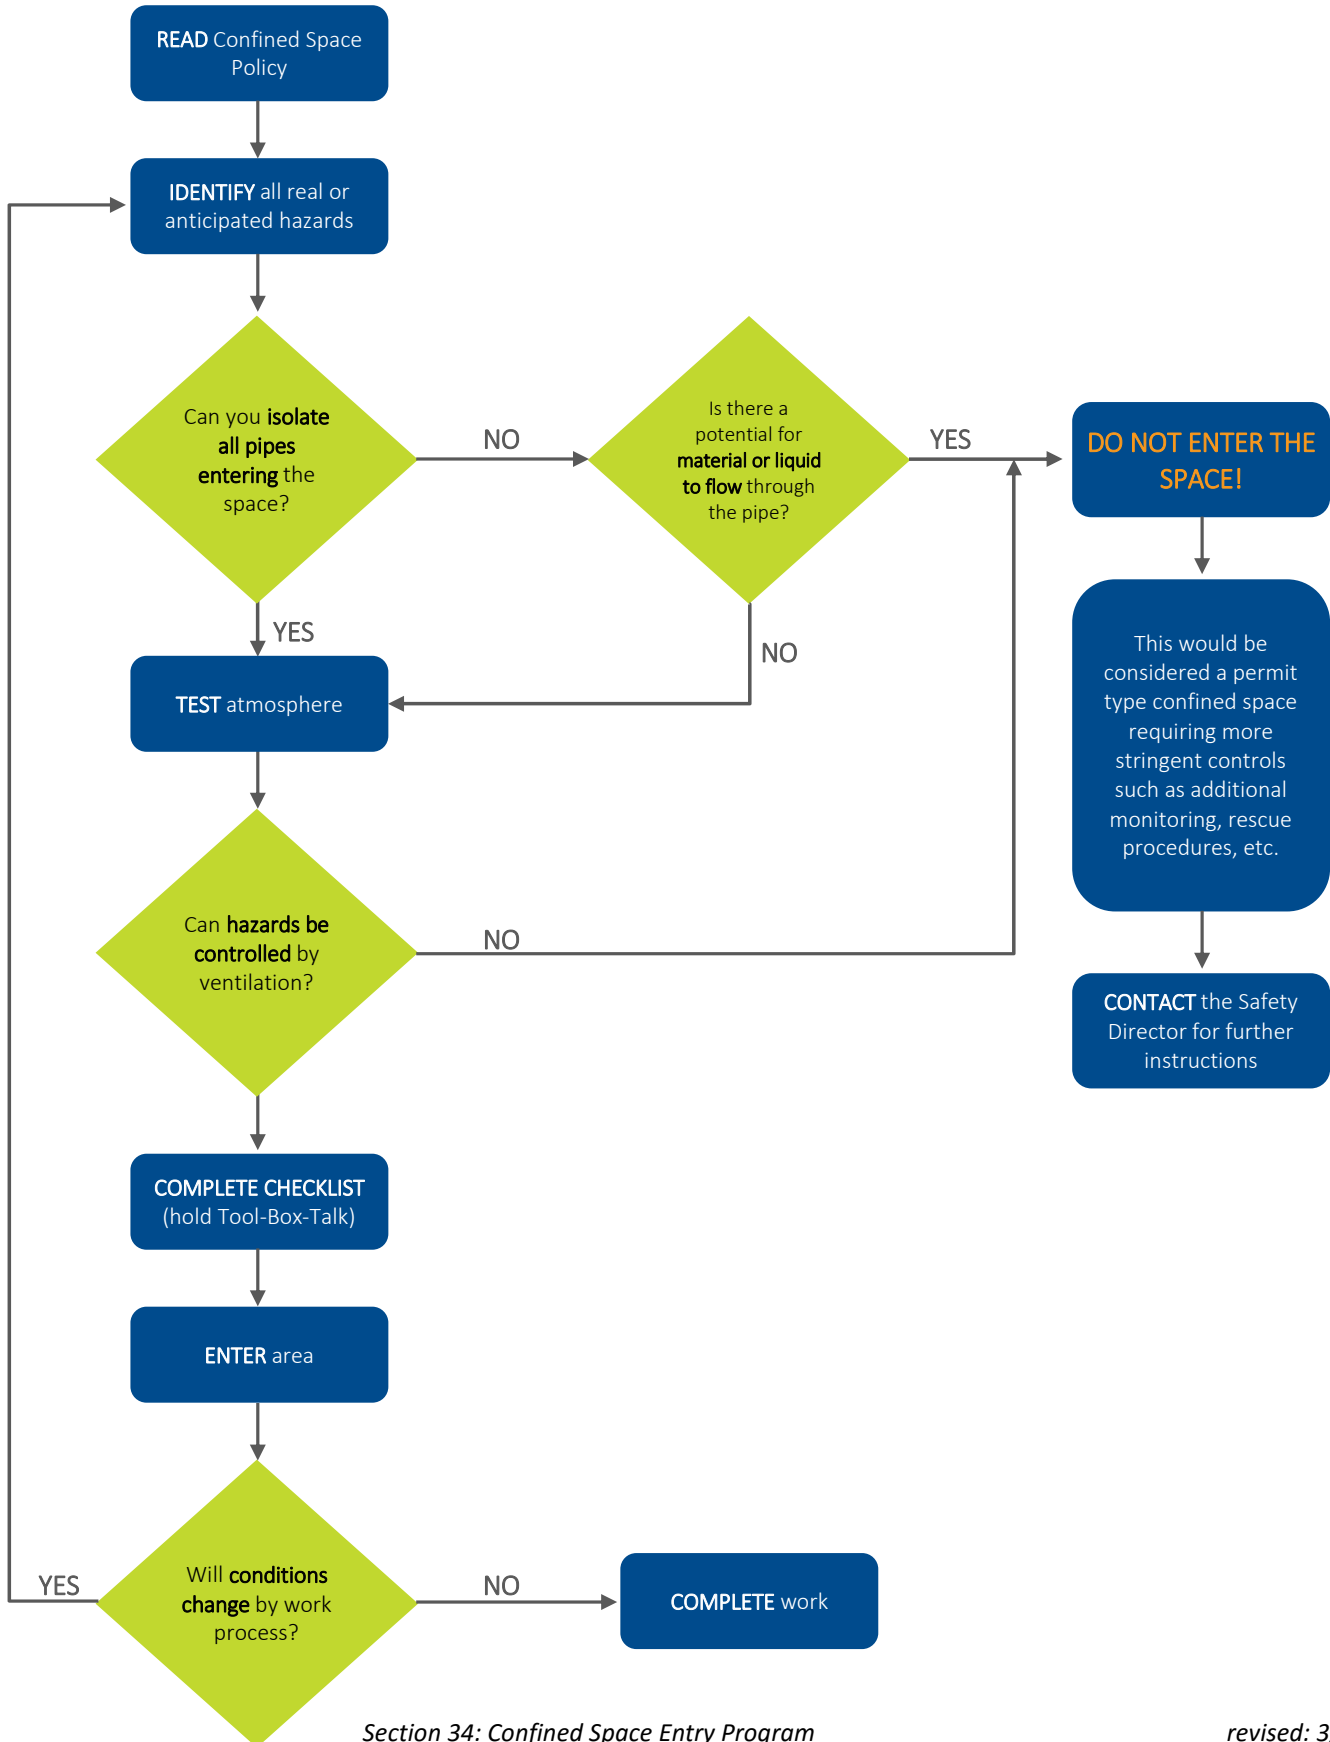 READ Confined Space
Policy
IDENTIFY all real or
anticipated hazards
Can you isolate
all pipes
entering the
space?
NO
Is there a
potential for
material or liquid
to flow through
the pipe?
YES
DO NOT ENTER THE
SPACE!
YES
NO
TEST atmosphere
This would be
considered a permit
type confined space
requiring more
stringent controls
such as additional
monitoring, rescue
procedures, etc.
Can hazards be
controlled by
ventilation?
NO
CONTACT the Safety
Director for further
instructions
COMPLETE CHECKLIST
(hold Tool-Box-Talk)
ENTER area
Will conditions
change by work
process?
YES
NO
COMPLETE work
Section 34: Confined Space Entry Program
revised: 3